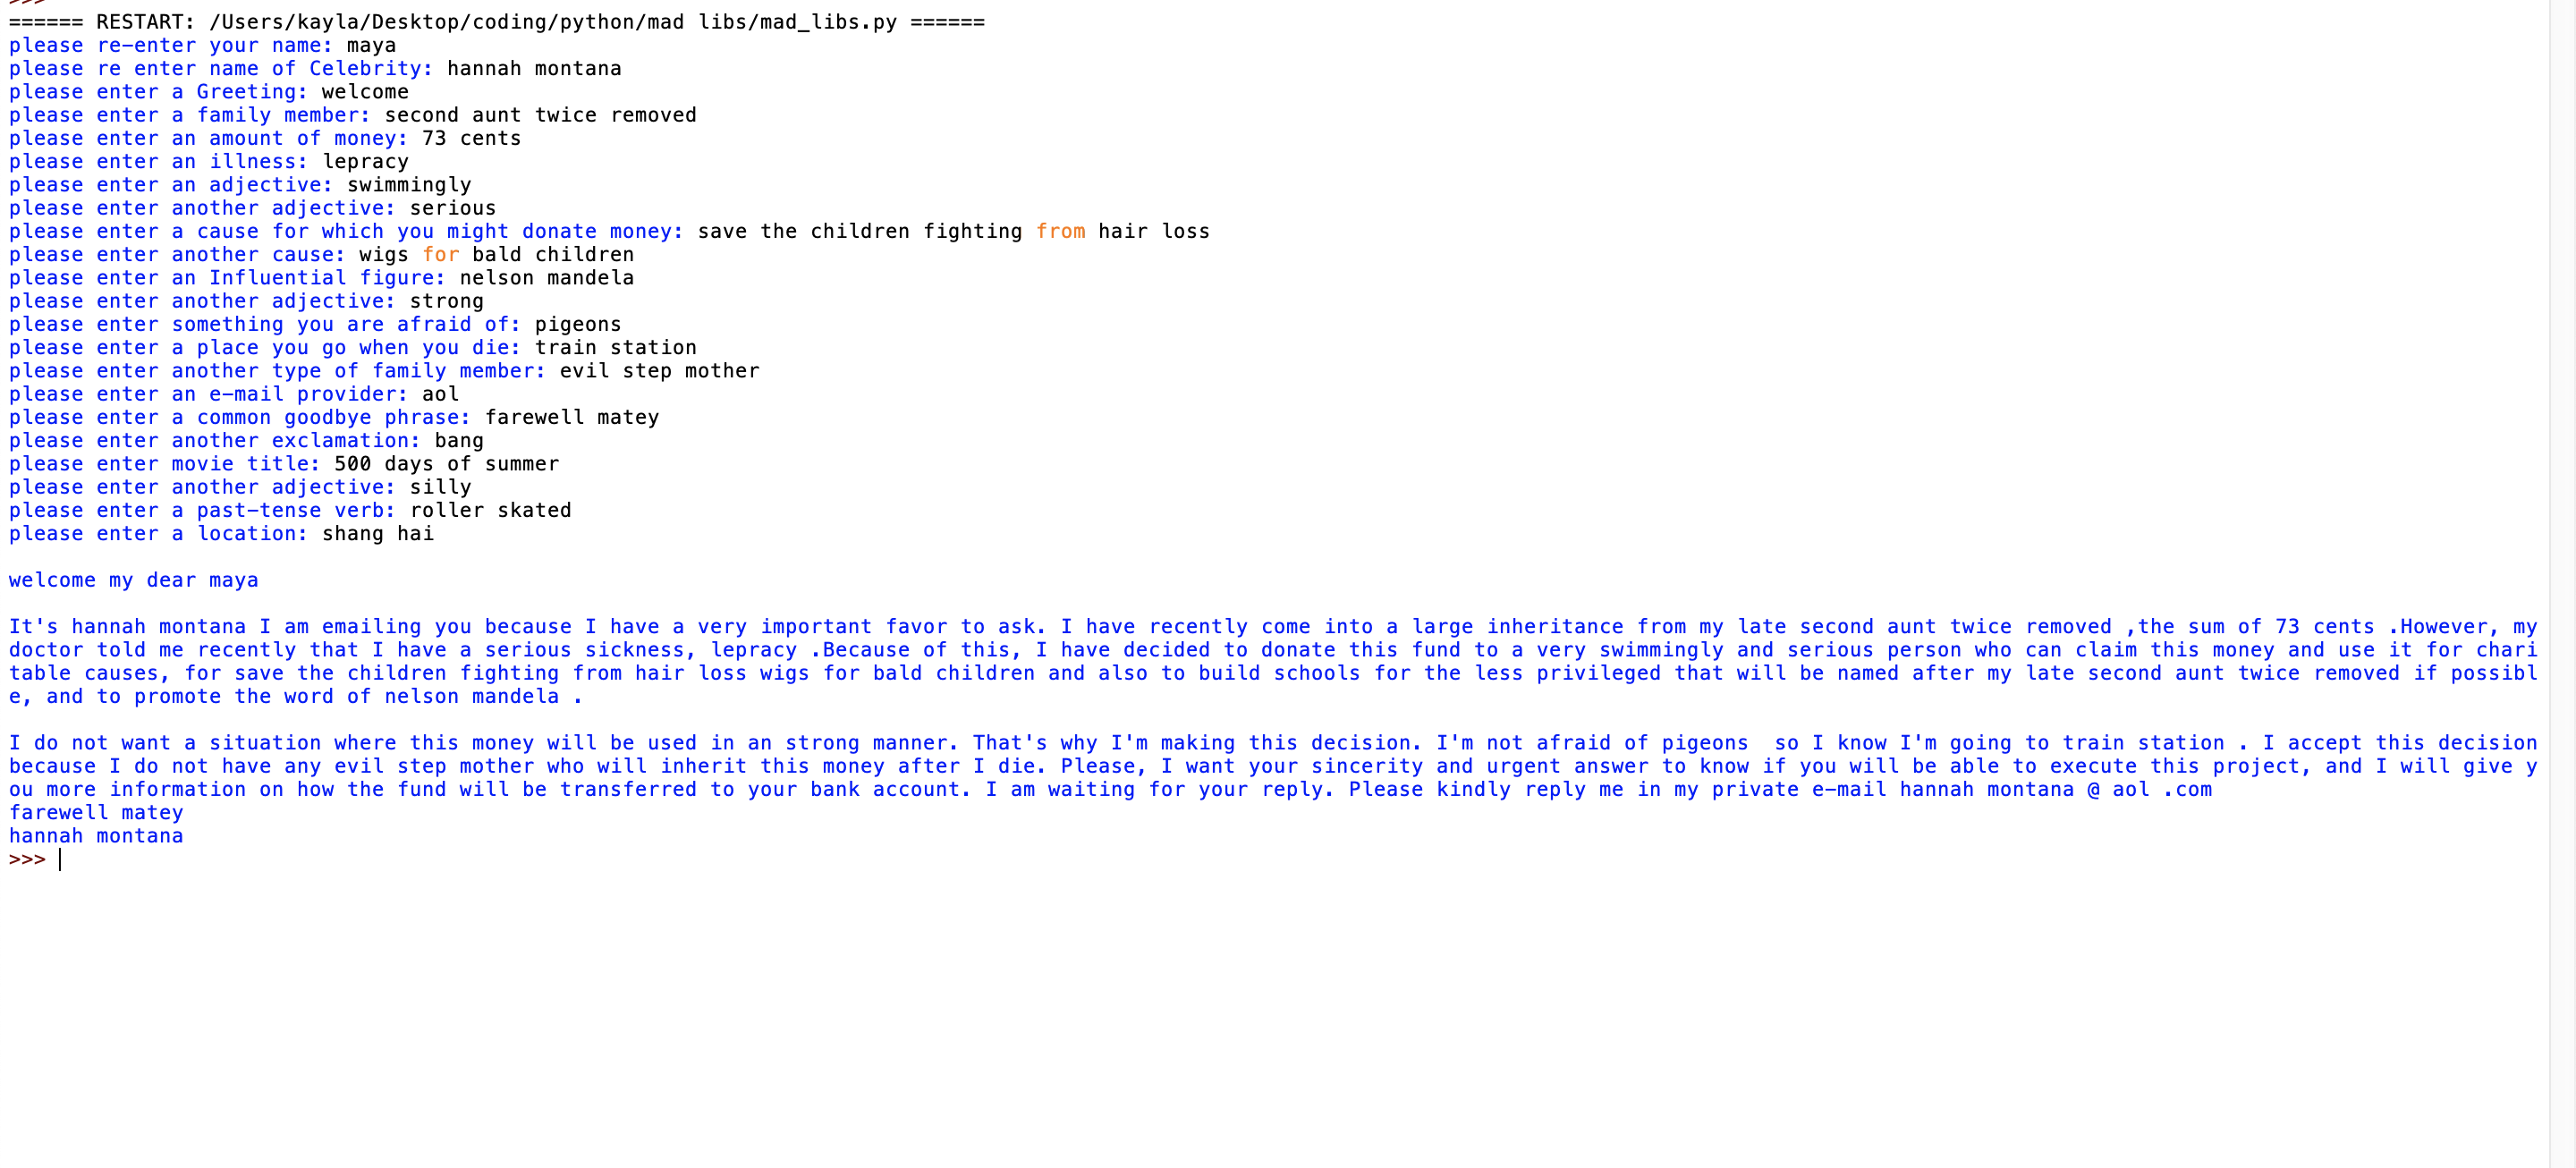 >>>
====== RESTART: /Users/kayla/Desktop/coding/python/mad libs/mad_libs.py ======
please re-enter your name: maya
please re enter name of Celebrity: hannah montana
please enter a Greeting: welcome
please enter a family member: second aunt twice removed
please enter an amount of money: 73 cents
please enter an illness: lepracy
please enter an adjective: swimmingly
please enter another adjective: serious
please enter a cause for which you might donate money: save the children fighting from hair loss
please enter another cause: wigs for bald children
please enter an Influential figure: nelson mandela
please enter another adjective: strong
please enter something you are afraid of: pigeons
please enter a place you go when you die: train station
please enter another type of family member: evil step mother
please enter an e-mail provider: aol
please enter a common goodbye phrase: farewell matey
please enter another exclamation: bang
please enter movie title: 500 days of summer
please enter another adjective: silly
please enter a past-tense verb: roller skated
please enter a location: shang hai
welcome my dear maya
It's hannah montana I am emailing you because I have a very important favor to ask. I have recently come into a large inheritance from my late second aunt twice removed ,the sum of 73 cents .However, my
doctor told me recently that I have a serious sickness, lepracy .Because of this, I have decided to donate this fund to a very swimmingly and serious person who can claim this money and use it for chari
table causes, for save the children fighting from hair loss wigs for bald children and also to build schools for the less privileged that will be named after my late second aunt twice removed if possibl
e, and to promote the word of nelson mandela .
I do not want a situation where this money will be used in an strong manner. That's why I'm making this decision. I'm not afraid of pigeons  so I know I'm going to train station . I accept this decision
because I do not have any evil step mother who will inherit this money after I die. Please, I want your sincerity and urgent answer to know if you will be able to execute this project, and I will give y
ou more information on how the fund will be transferred to your bank account. I am waiting for your reply. Please kindly reply me in my private e-mail hannah montana @ aol .com
farewell matey
hannah montana
>>>